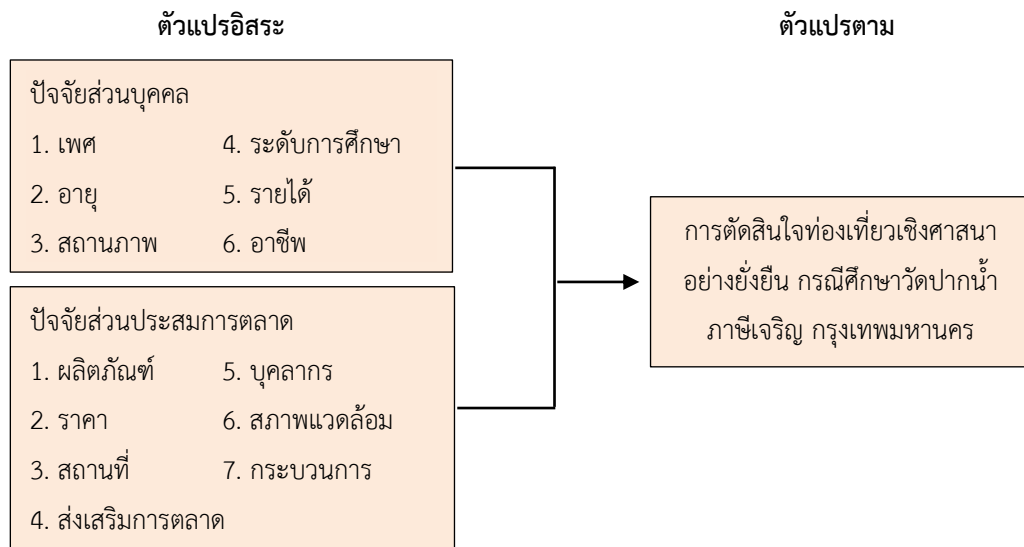 ตัวแปรอิสระ ตัวแปรตาม
ปัจจัยส่วนบุคคล
1. เพศ 4. ระดับการศึกษา
2. อายุ 5. รายได้
3. สถานภาพ 6. อาชีพ
ปัจจัยส่วนประสมการตลาด
1. ผลิตภัณฑ์ 5. บุคลากร
2. ราคา 6. สภาพแวดล้อม
3. สถานที่ 7. กระบวนการ
4. ส่งเสริมการตลาด
การตัดสินใจท่องเที่ยวเชิงศาสนา
อย่างยั่งยืน กรณีศึกษาวัดปากน้ำ
ภาษีเจริญ กรุงเทพมหานคร